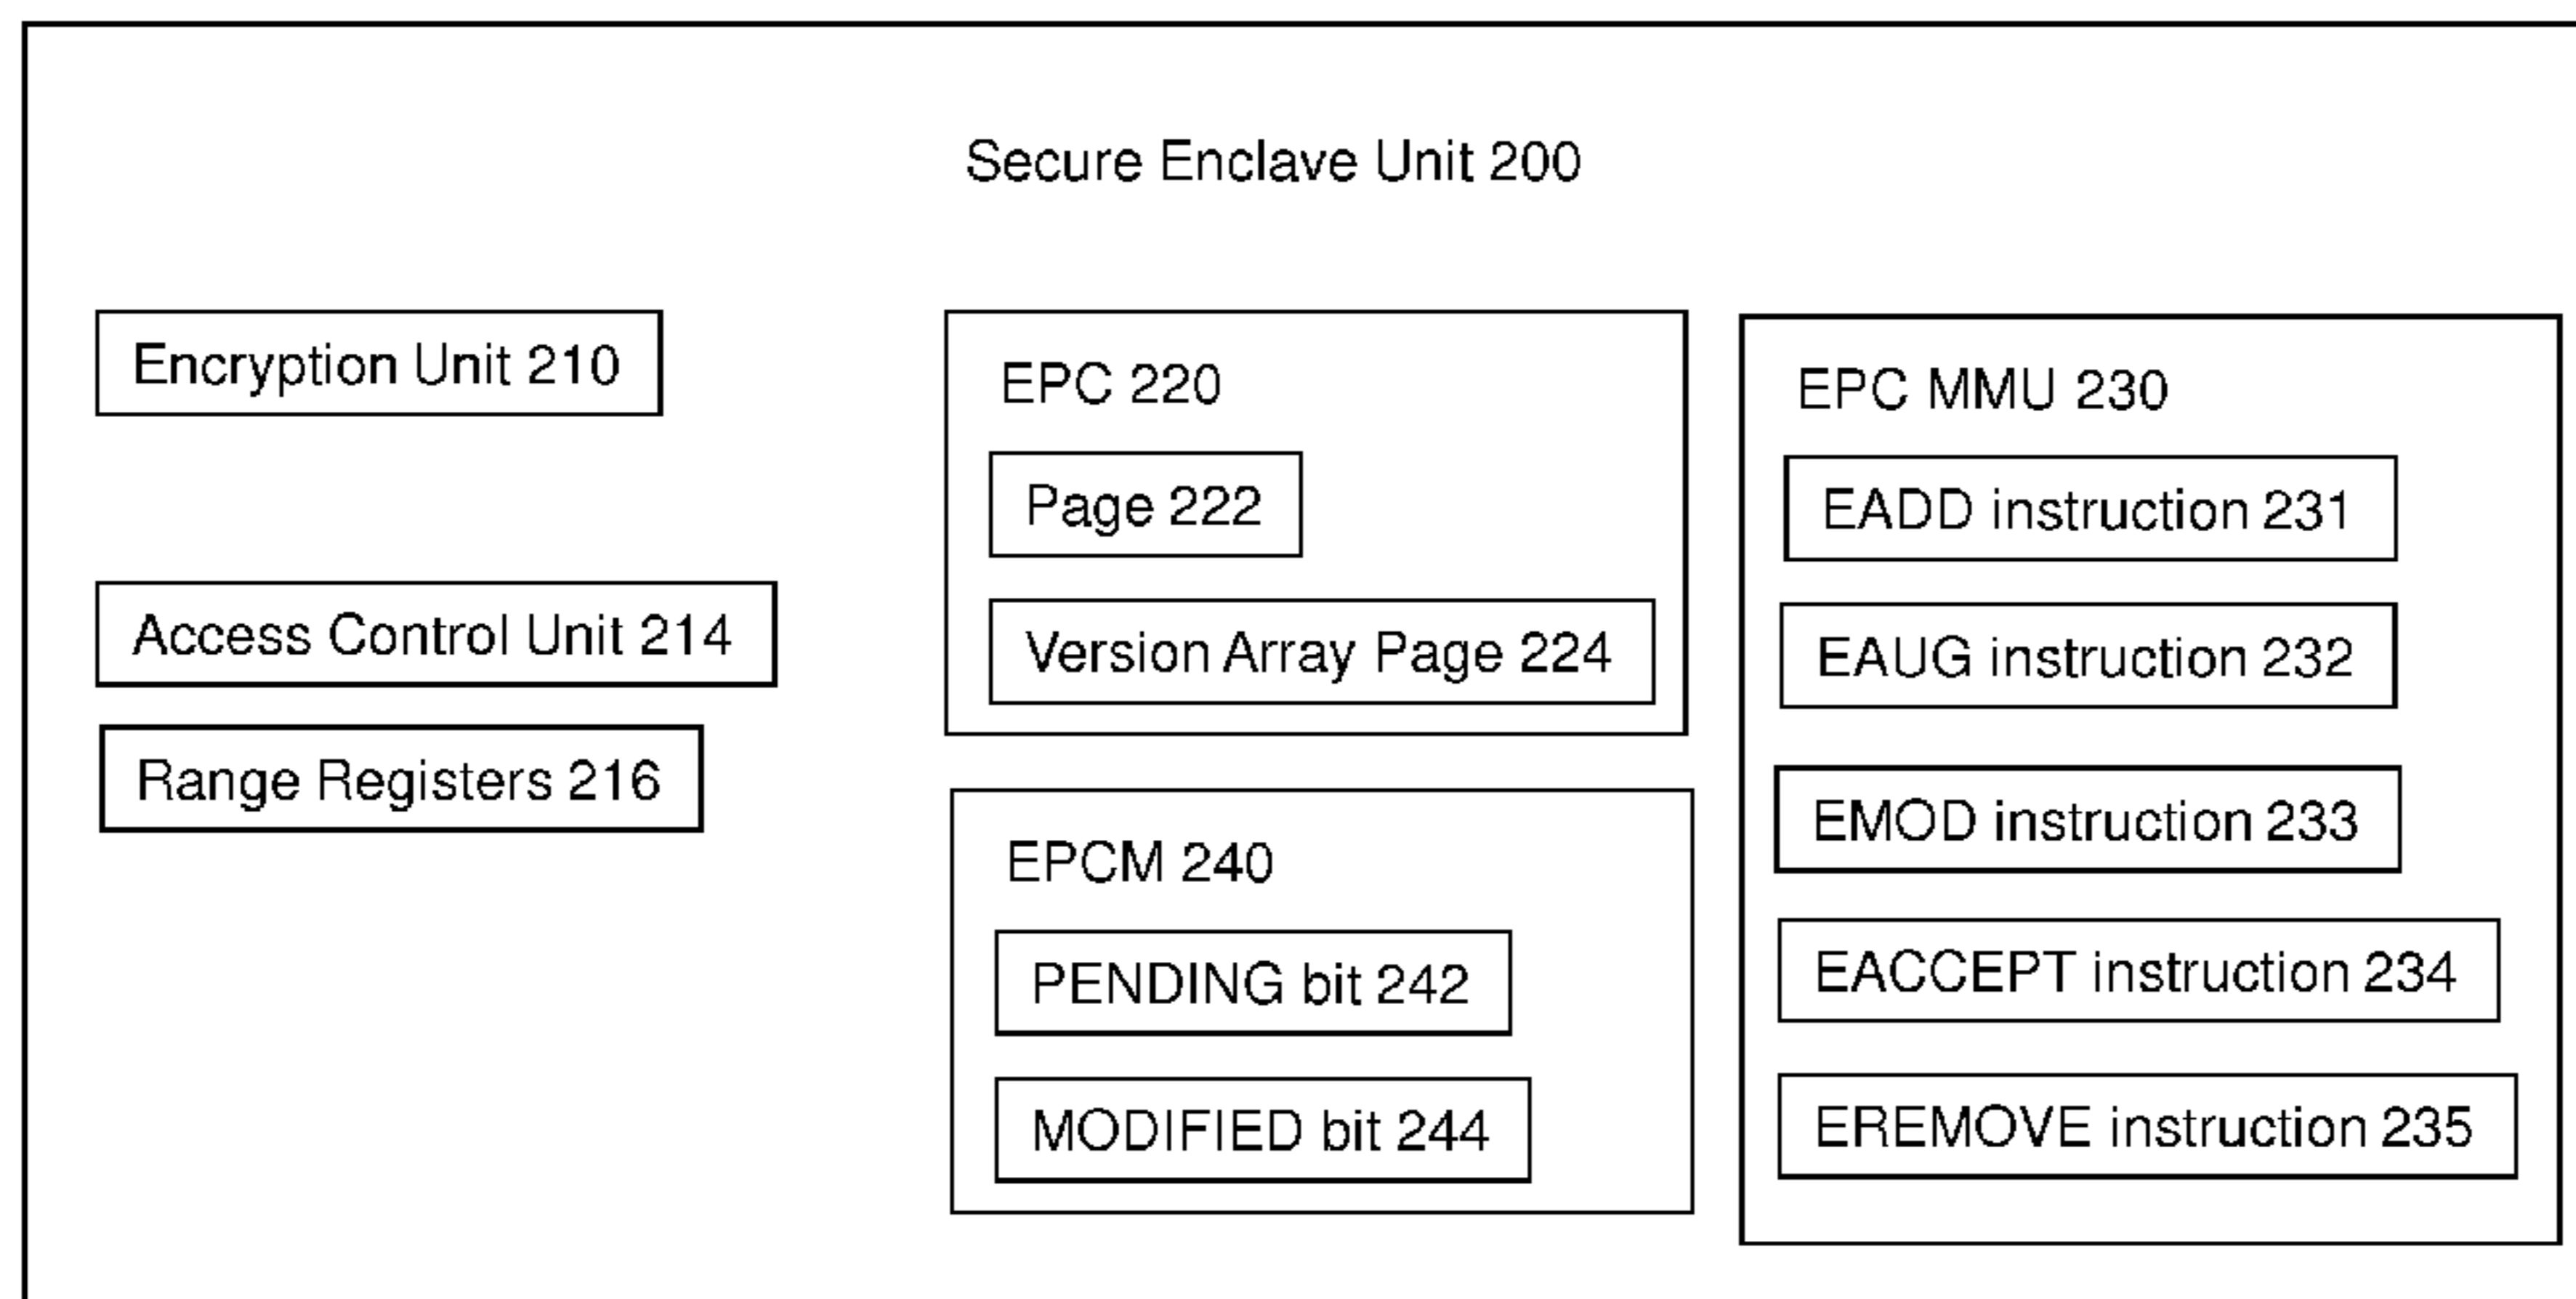 Secure Enclave Unit 200
Encryption Unit 210
Access Control Unit 214
Range Registers 216
EPC 220
Page 222
Version Array Page 224
EPCM 240
PENDING bit 242
MODIFIED bit 244
EPC MMU 230
EADD instruction 231
EAUG instruction 232
EMOD instruction 233
EACCEPT instruction 234
EREMOVE instruction 235